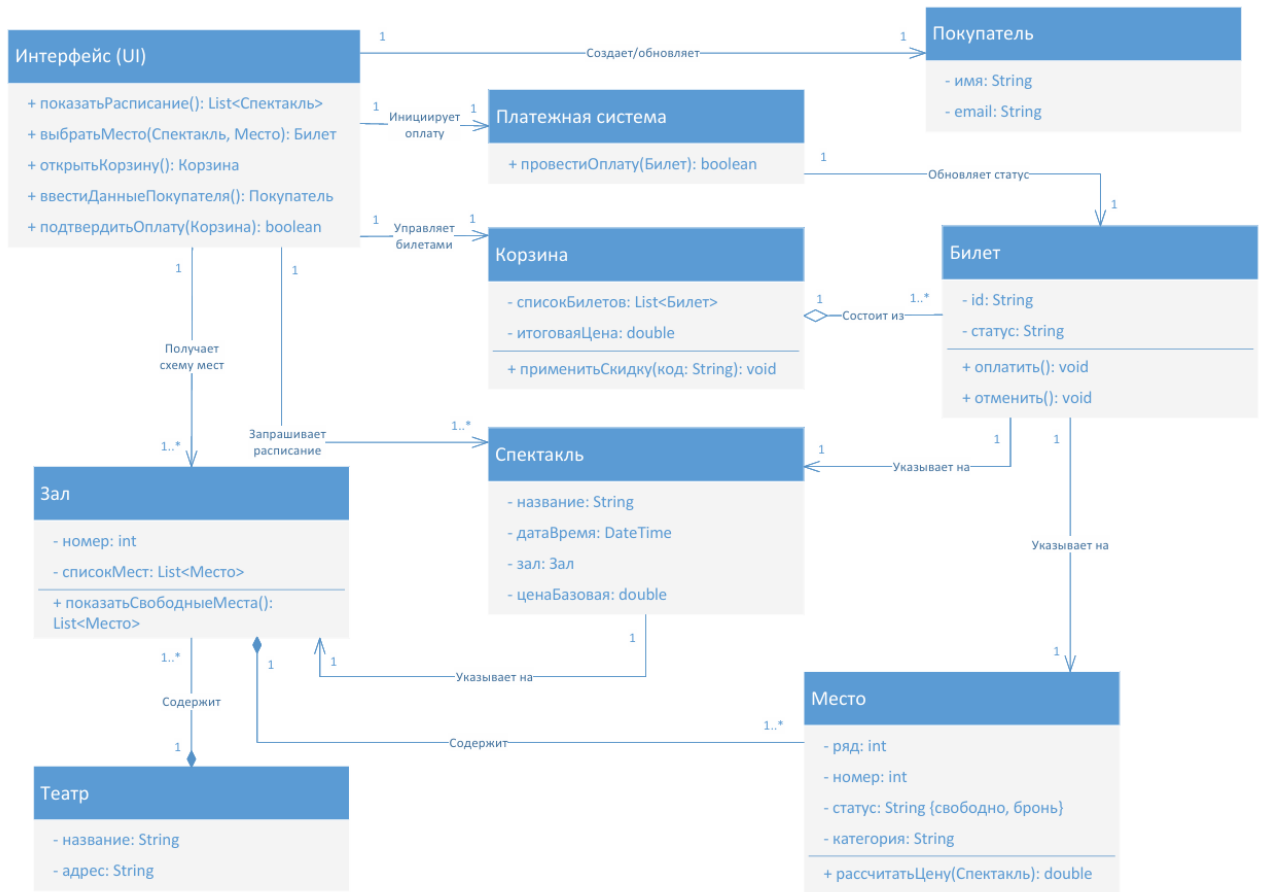 Интерфейс (UI)
+ показатьРасписание(): List<Спектакль>
+ выбратьМесто(Спектакль, Место): Билет
+ открытьКорзину(): Корзина
+ ввестиДанныеПокупателя(): Покупатель
+ подтвердитьОплату(Корзина): boolean
1
Создает/обновляет
1
Покупатель
- имя: String
- email: String
1
Инициирует
оплату
1
Платежная система
+ провестиОплату(Билет): boolean
1
Обновляет статус
1
1
Управляет
билетами
1
Корзина
- списокБилетов: List<Билет>
- итоговаяЦена: double
+ применитьСкидку(код: String): void
1
Состоит из
1..*
Билет
- id: String
- статус: String
+ оплатить(): void
+ отменить(): void
1
Получает
схему мест
1..*
1
Запрашивает
расписание
1..*
Спектакль
- название: String
- датаВремя: DateTime
- зал: Зал
- ценаБазовая: double
1
Указывает на
1
1
Указывает на
1
Зал
- номер: int
- списокМест: List<Место>
+ показатьСвободныеМеста():
List<Место>
1
Указывает на
1
1..*
Содержит
1
1
Содержит
1..*
Театр
- название: String
- адрес: String
Место
- ряд: int
- номер: int
- статус: String {свободно, бронь}
- категория: String
+ рассчитатьЦену(Спектакль): double